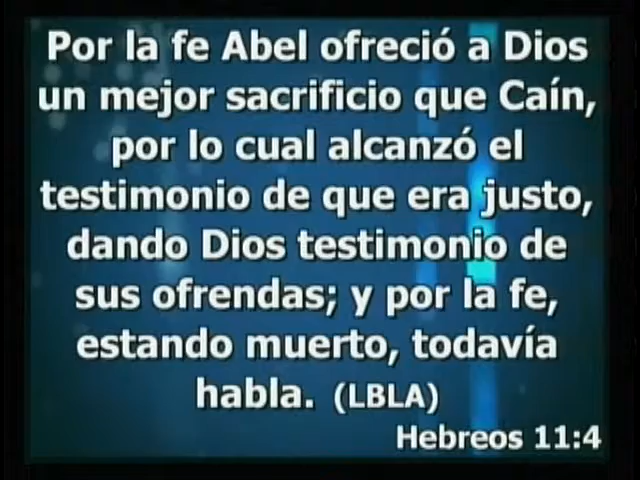 Por la fe Abel ofreció a Dios
un mejor sacrificio que Caín,
por lo cual alcanzó el
testimonio de que era justo,
dando Dios testimonio de
sus ofrendas; y por la fe,
estando muerto, todavía
habla. (LBLA)
Hebreos 11:4